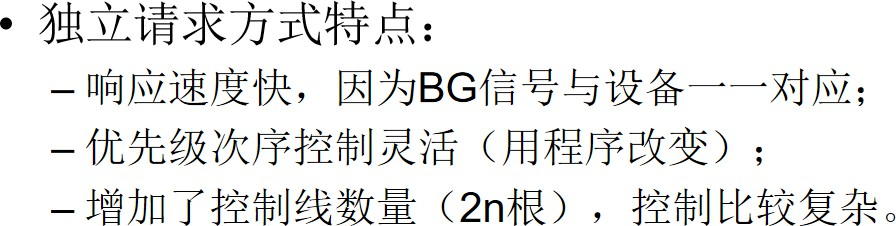 • 独立请求方式特点：
– 响应速度快，因为BG信号与设备一一对应；
– 优先级次序控制灵活（用程序改变）；
– 增加了控制线数量（2n根），控制比较复杂。